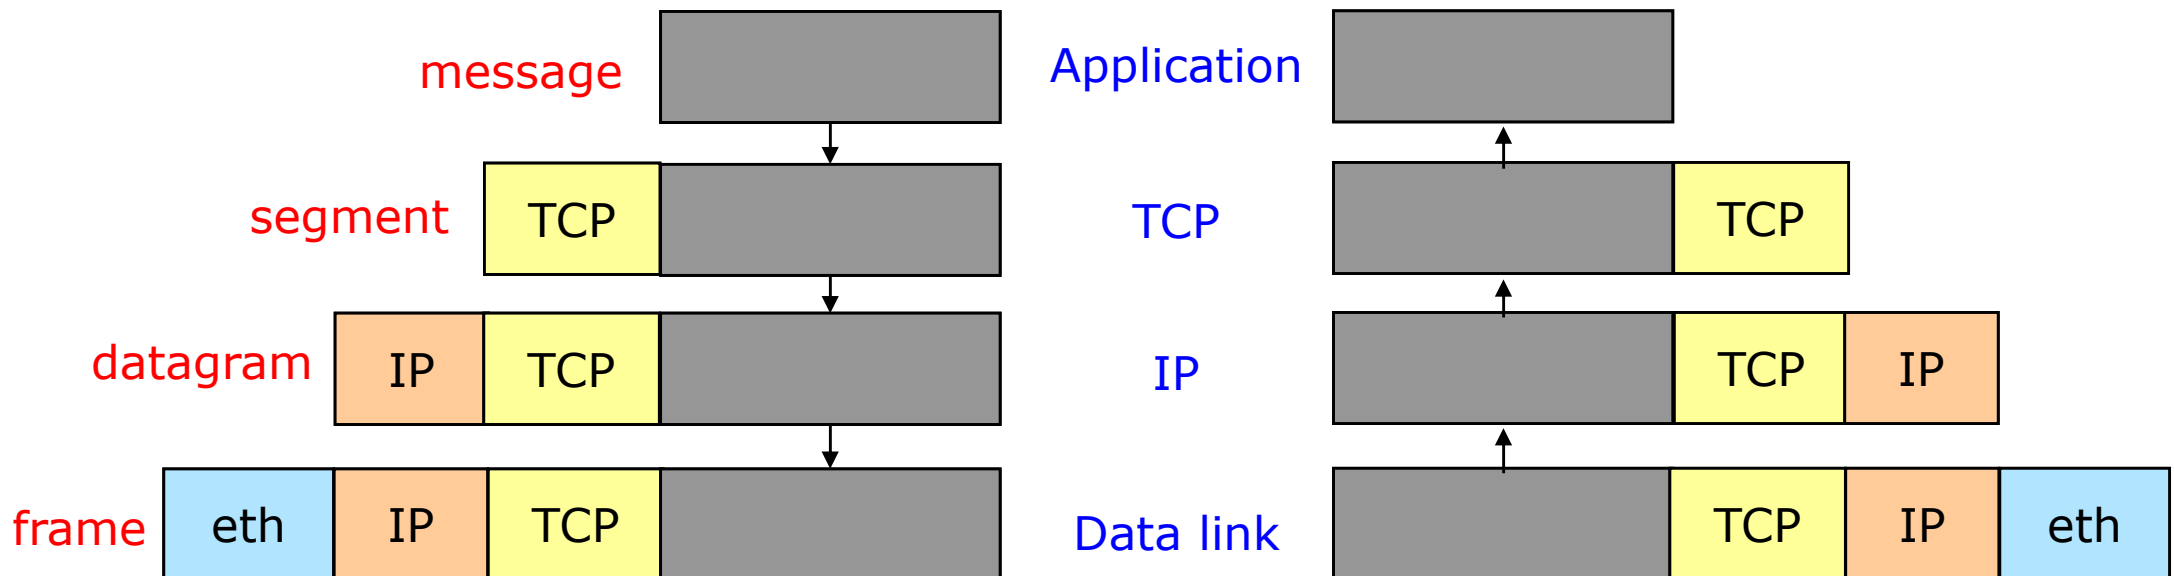 message Application
segment TCP TCP TCP
datagram IP TCP IP TCP IP
frame eth IP TCP Data link TCP IP eth